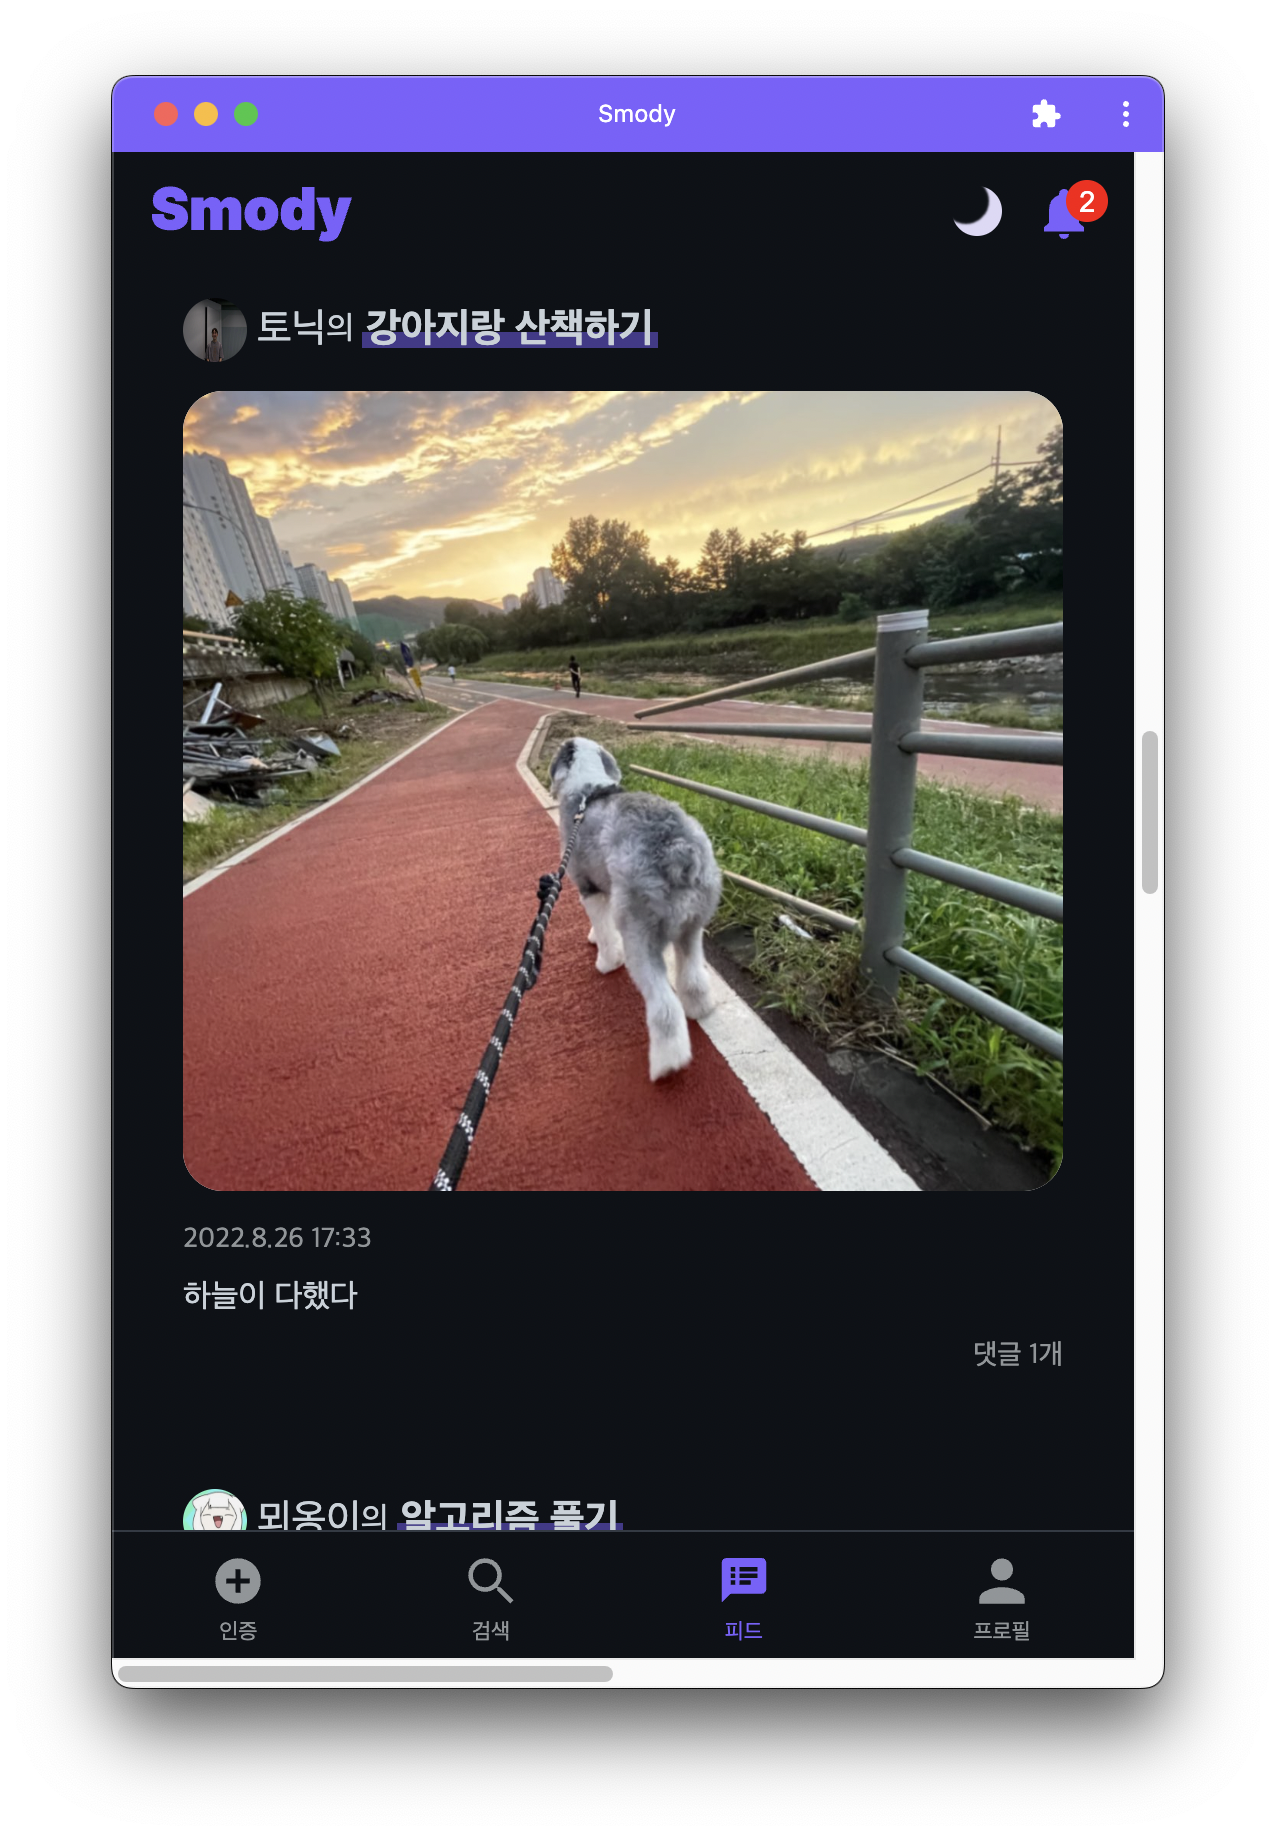 Smody
Smody
2
토닉의 강아지랑 산책하기
2022.8.26 17:33
하늘이 다했다
댓글 1개
뫼옹이의 알고리즘 풀기
인증
검색
피드
프로필